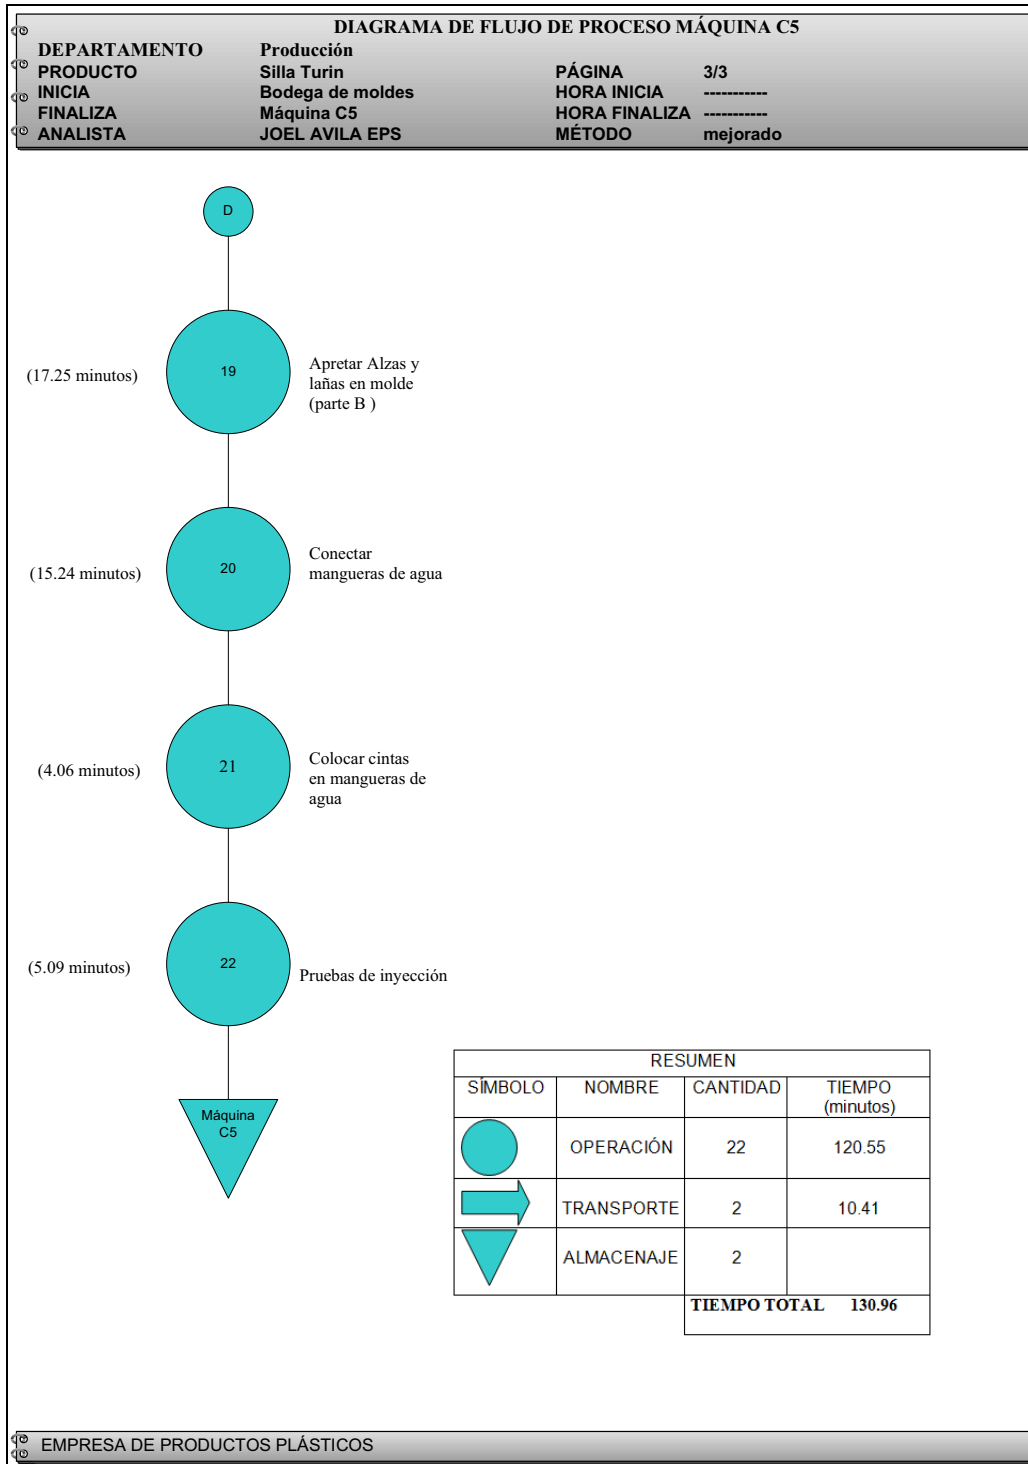 DIAGRAMA DE FLUJO DE PROCESO MÁQUINA C5
DEPARTAMENTO Producción
PRODUCTO Silla Turin PÁGINA 3/3
INICIA Bodega de moldes HORA INICIA -----------
FINALIZA Máquina C5 HORA FINALIZA -----------
ANALISTA JOEL AVILA EPS MÉTODO mejorado
D
(17.25 minutos) 19
Apretar Alzas y
lañas en molde
(parte B )
(15.24 minutos) 20
Conectar
mangueras de agua
(4.06 minutos) 21
Colocar cintas
en mangueras de
agua
(5.09 minutos) 22
Pruebas de inyección
Máquina
C5
RESUMEN
SÍMBOLO NOMBRE CANTIDAD TIEMPO
(minutos)
OPERACIÓN 22 120.55
TRANSPORTE 2 10.41
ALMACENAJE 2
TIEMPO TOTAL 130.96
EMPRESA DE PRODUCTOS PLÁSTICOS